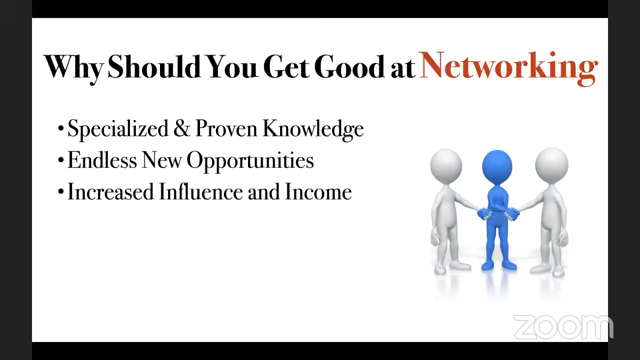 Why Should You Get Good at Networking
•Specialized & Proven Knowledge
•Endless New Opportunities
•Increased Influence and Income
zoom